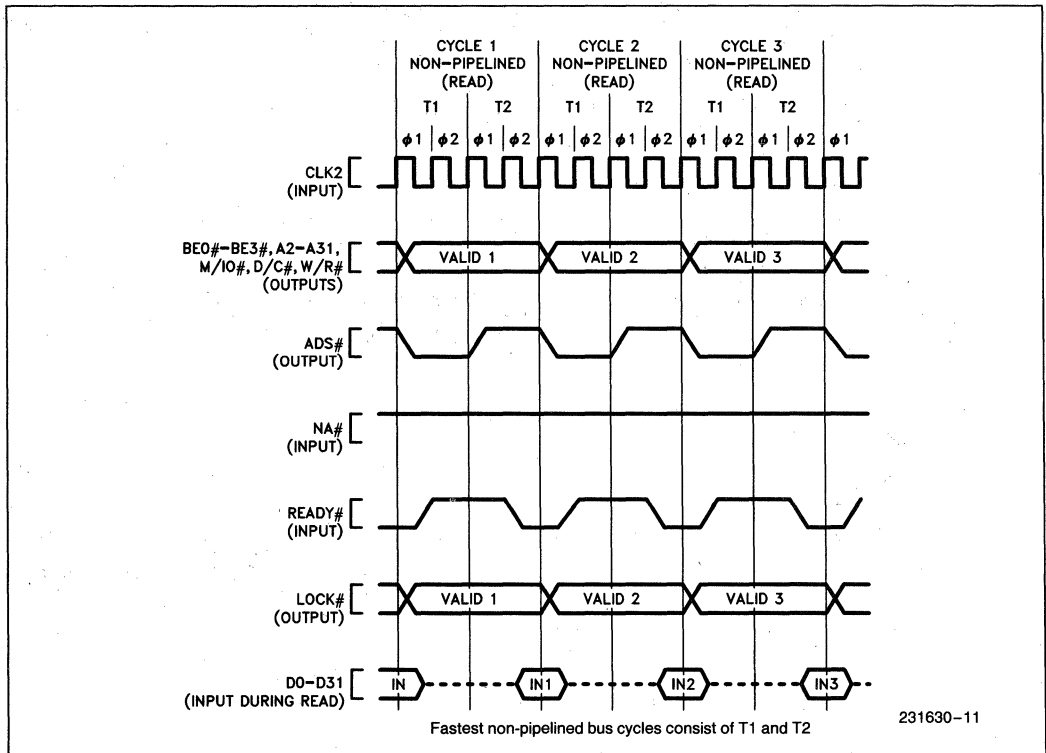 CYCLE 1 CYCLE 2 CYCLE 3
NON-PIPELINED NON-PIPELINED NON-PIPELINED
(READ) (READ) (READ)
T1 T2 T1 T2 T1 T2
ϕ1 ϕ2 ϕ1 ϕ2 ϕ1 ϕ2 ϕ1 ϕ2 ϕ1 ϕ2 ϕ1 ϕ2 ϕ1
CLK2
(INPUT)
BE0#-BE3#, A2-A31,
M/IO#, D/C#, W/R#
(OUTPUTS)
VALID 1 VALID 2 VALID 3
ADS#
(OUTPUT)
NA#
(INPUT)
READY#
(INPUT)
LOCK#
(OUTPUT)
VALID 1 VALID 2 VALID 3
D0-D31
(INPUT DURING READ)
IN IN1 IN2 IN3
Fastest non-pipelined bus cycles consist of T1 and T2
231630-11